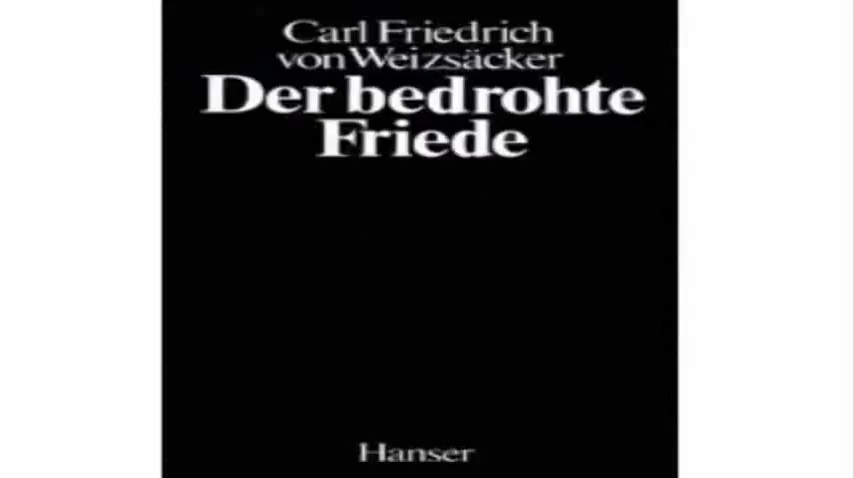 Carl Friedrich
von Weizsäcker
Der bedrohte
Friede
Hanser